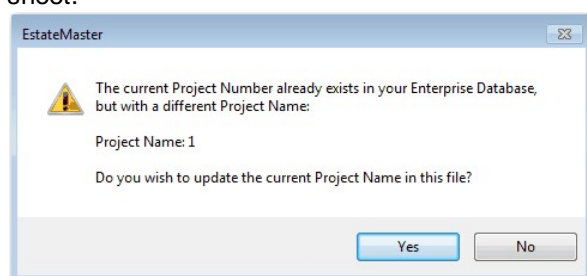 sheet.
EstateMaster
The current Project Number already exists in your Enterprise Database,
but with a different Project Name:
Project Name: 1
Do you wish to update the current Project Name in this file?
Yes No